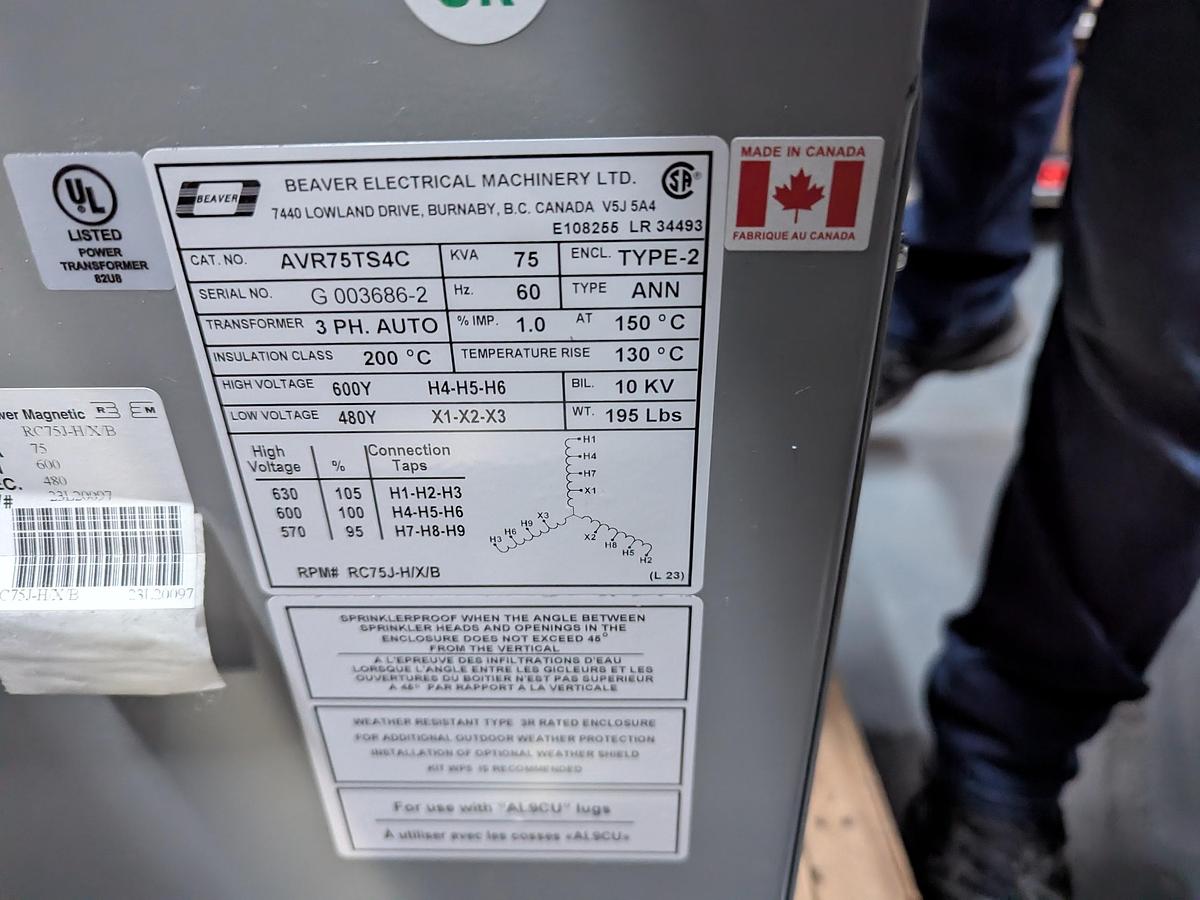 OK
UL
LISTED
POWER
TRANSFORMER
82U8
BEAVER
BEAVER ELECTRICAL MACHINERY LTD.
7440 LOWLAND DRIVE, BURNABY, B.C. CANADA V5J 5A4
E108255 LR 34493
SA®
MADE IN CANADA
FABRIQUE AU CANADA
CAT. NO. AVR75TS4C KVA 75 ENCL. TYPE-2
SERIAL NO. G 003686-2 Hz. 60 TYPE ANN
TRANSFORMER 3 PH. AUTO % IMP. 1.0 AT 150 °C
INSULATION CLASS 200 °C TEMPERATURE RISE 130 °C
HIGH VOLTAGE 600Y H4-H5-H6 BIL. 10 KV
LOW VOLTAGE 480Y X1-X2-X3 WT. 195 Lbs
High Voltage % Connection Taps
630 105 H1-H2-H3
600 100 H4-H5-H6
570 95 H7-H8-H9
H1
H4
H7
X1
H3 H6 H9 X3
X2 H8 H5 H2
RPM# RC75J-H/X/B
(L 23)
wer Magnetic
RC75J-H/X/B
75
600
EC. 480
/# 23L20097
C75J-H/X/B 23L20097
SPRINKLERPROOF WHEN THE ANGLE BETWEEN
SPRINKLER HEADS AND OPENINGS IN THE
ENCLOSURE DOES NOT EXCEED 45°
FROM THE VERTICAL
A L'EPREUVE DES INFILTRATIONS D'EAU
LORSQUE L'ANGLE ENTRE LES GICLEURS ET LES
OUVERTURES DU BOITIER N'EST PAS SUPERIEUR
A 45° PAR RAPPORT A LA VERTICALE
WEATHER RESISTANT TYPE 3R RATED ENCLOSURE
FOR ADDITIONAL OUTDOOR WEATHER PROTECTION
INSTALLATION OF OPTIONAL WEATHER SHIELD
KIT WPS IS RECOMMENDED
For use with "AL9CU" lugs
À utiliser avec les cosses «AL9CU»